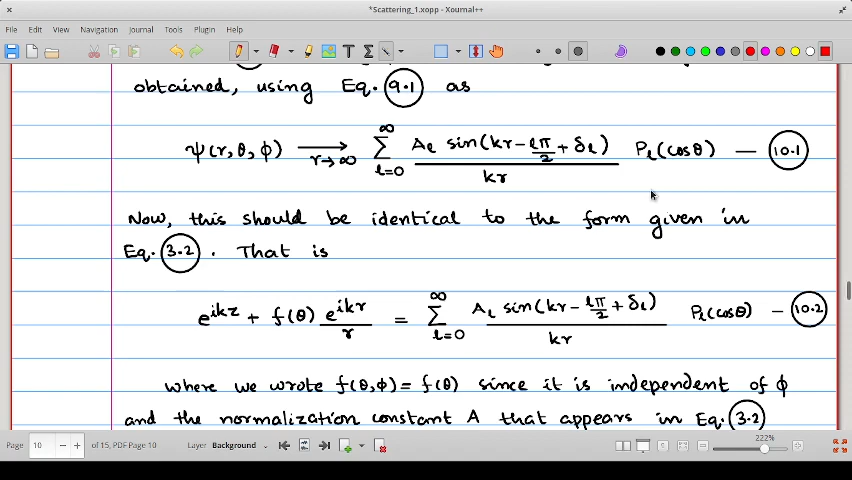 *Scattering_1.xopp - Xournal++
File Edit View Navigation Journal Tools Plugin Help
obtained, using Eq. 9.1 as
ψ(r, θ, φ) ⟶ r→∞ ∑_{l=0}^{∞} A_l sin(kr - lπ/2 + δ_l) / kr P_l(cosθ) — 10.1
Now, this should be identical to the form given in
Eq. 3.2 . That is
e^{ikz} + f(θ) e^{ikr}/r = ∑_{l=0}^{∞} A_l sin(kr - lπ/2 + δ_l) / kr P_l(cosθ) - 10.2
where we wrote f(θ,φ) = f(θ) since it is independent of φ
and the normalization constant A that appears in Eq. 3.2
Page 10 of 15, PDF Page 10 Layer Background 222%